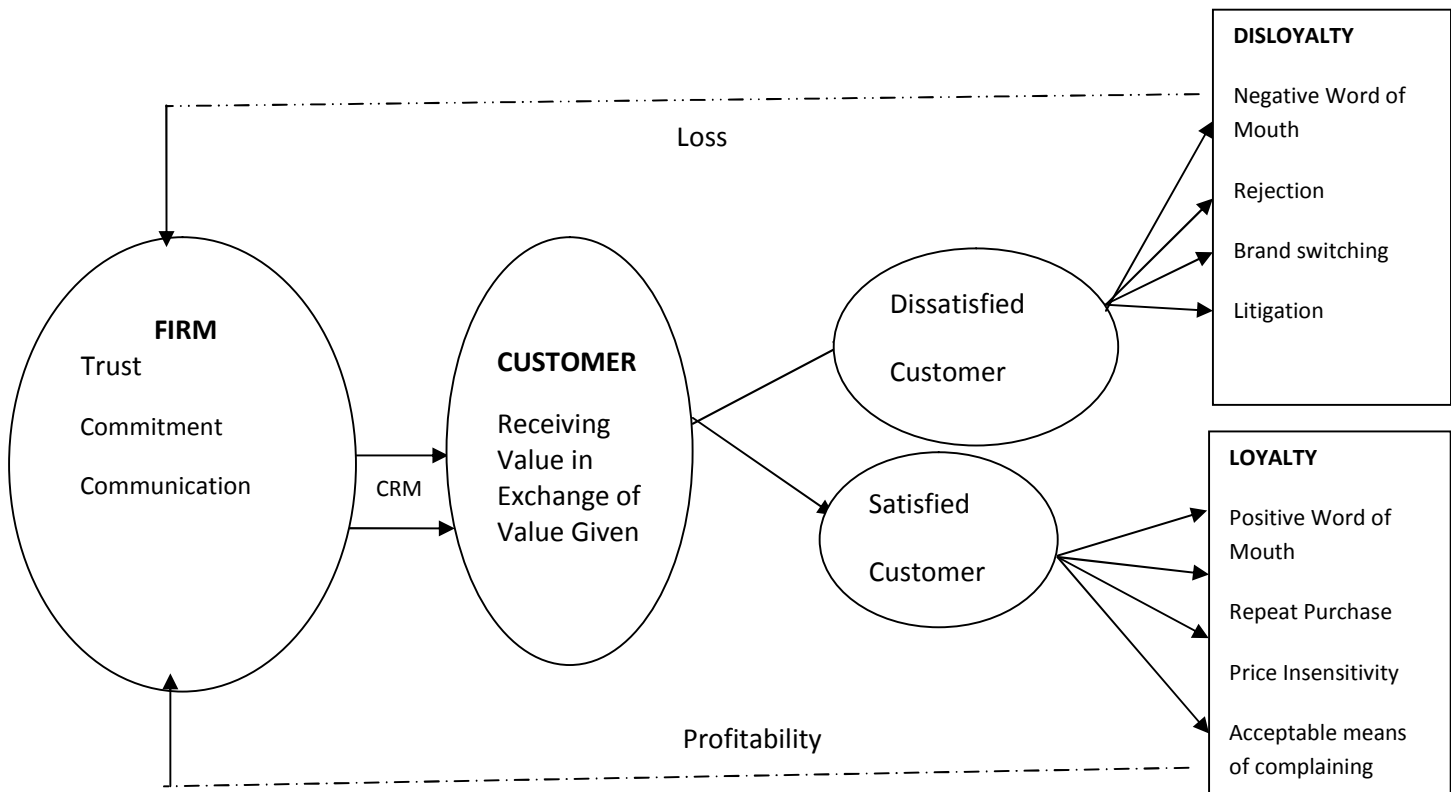 DISLOYALTY
Negative Word of
Mouth
Rejection
Brand switching
Litigation
Loss
FIRM
Trust
Commitment
Communication
CRM
CUSTOMER
Receiving
Value in
Exchange of
Value Given
Dissatisfied
Customer
Satisfied
Customer
LOYALTY
Positive Word of
Mouth
Repeat Purchase
Price Insensitivity
Acceptable means
of complaining
Profitability